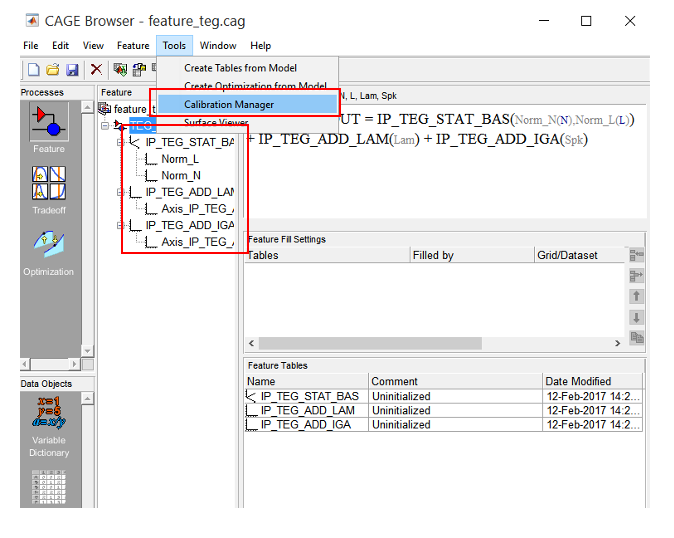 CAGE Browser - feature_teg.cag
File Edit View Feature Tools Window Help
Create Tables from Model
Create Optimization from Model
Calibration Manager
Surface Viewer
Processes
Feature
Tradeoff
Optimization
Data Objects
Variable
Dictionary
Feature
feature_t
TEG_
IP_TEG_STAT_BA
Norm_L
Norm_N
IP_TEG_ADD_LAM
Axis_IP_TEG_
IP_TEG_ADD_IGA
Axis_IP_TEG_
N, L, Lam, Spk
UT = IP_TEG_STAT_BAS(Norm_N(N),Norm_L(L))
+ IP_TEG_ADD_LAM(Lam) + IP_TEG_ADD_IGA(Spk)
Feature Fill Settings
Tables Filled by Grid/Dataset
Feature Tables
Name Comment Date Modified
IP_TEG_STAT_BAS Uninitialized 12-Feb-2017 14:2...
IP_TEG_ADD_LAM Uninitialized 12-Feb-2017 14:2...
IP_TEG_ADD_IGA Uninitialized 12-Feb-2017 14:2...